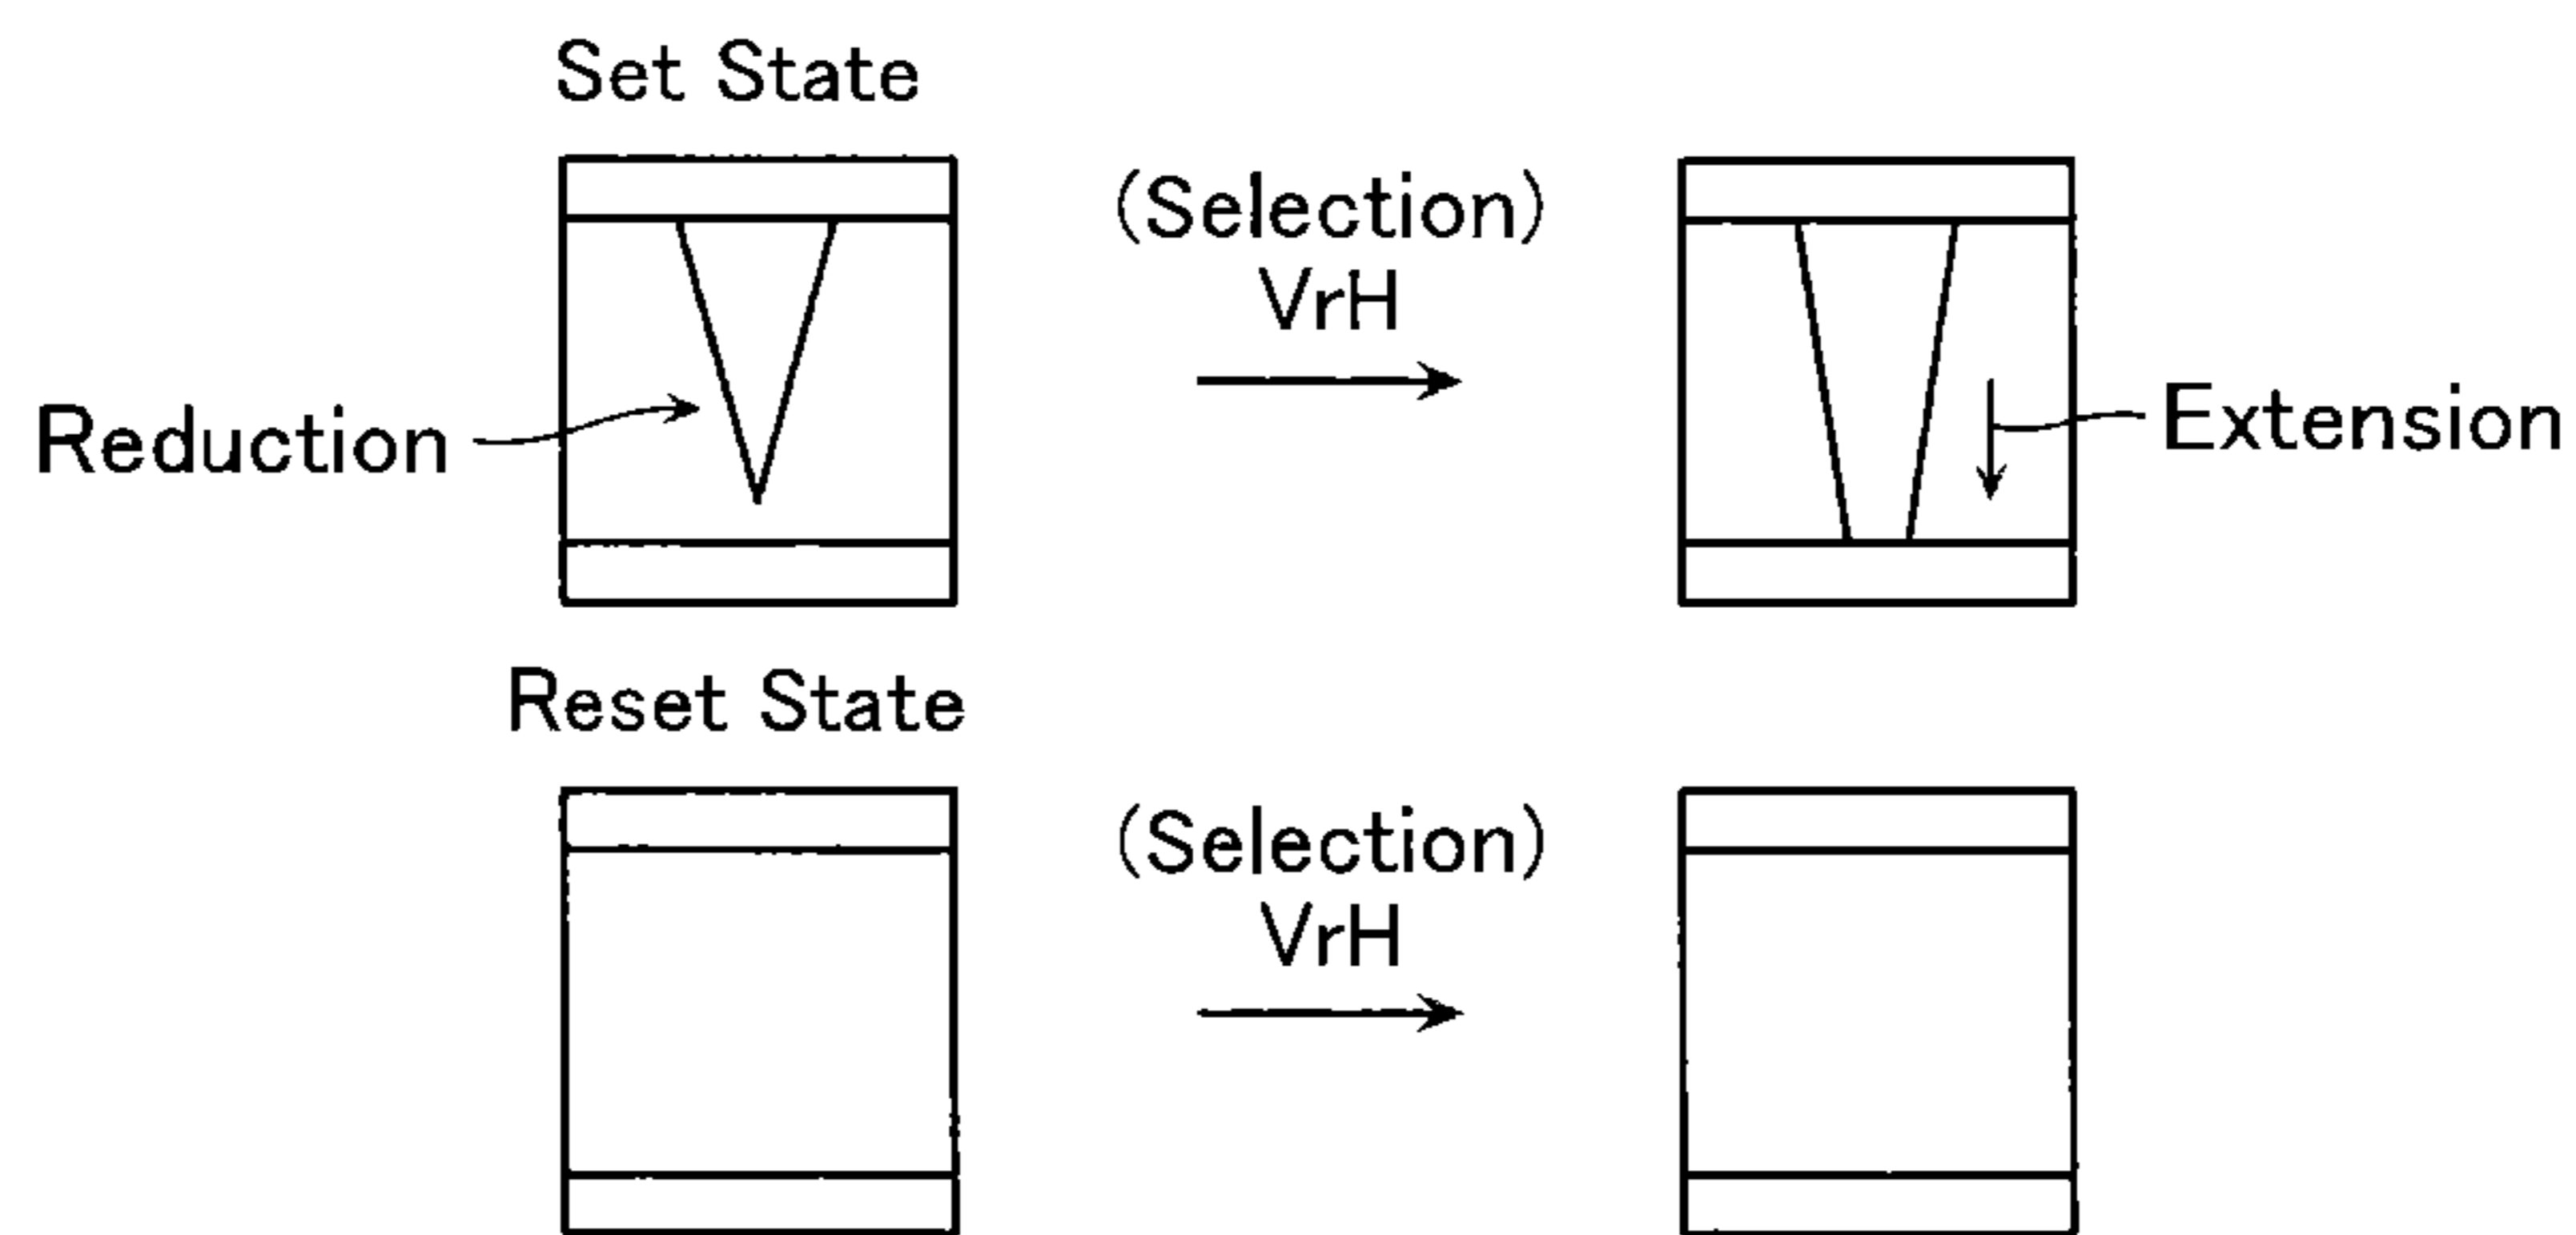 Set State
(Selection)
VrH
Reduction
Extension
Reset State
(Selection)
VrH